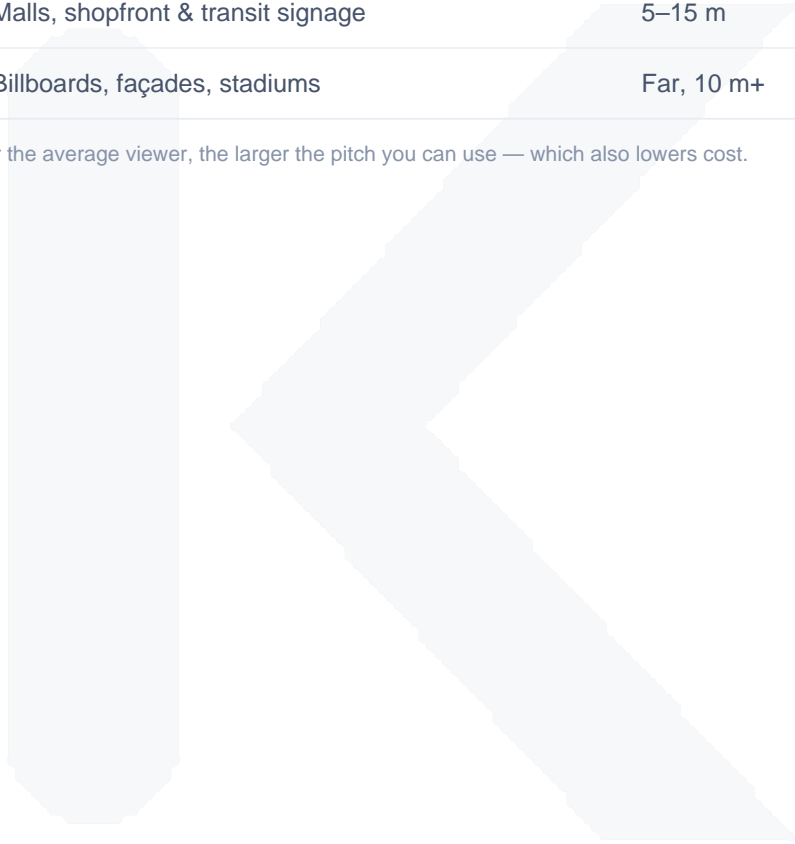 Malls, shopfront & transit signage 5–15 m
Billboards, façades, stadiums Far, 10 m+
the average viewer, the larger the pitch you can use — which also lowers cost.